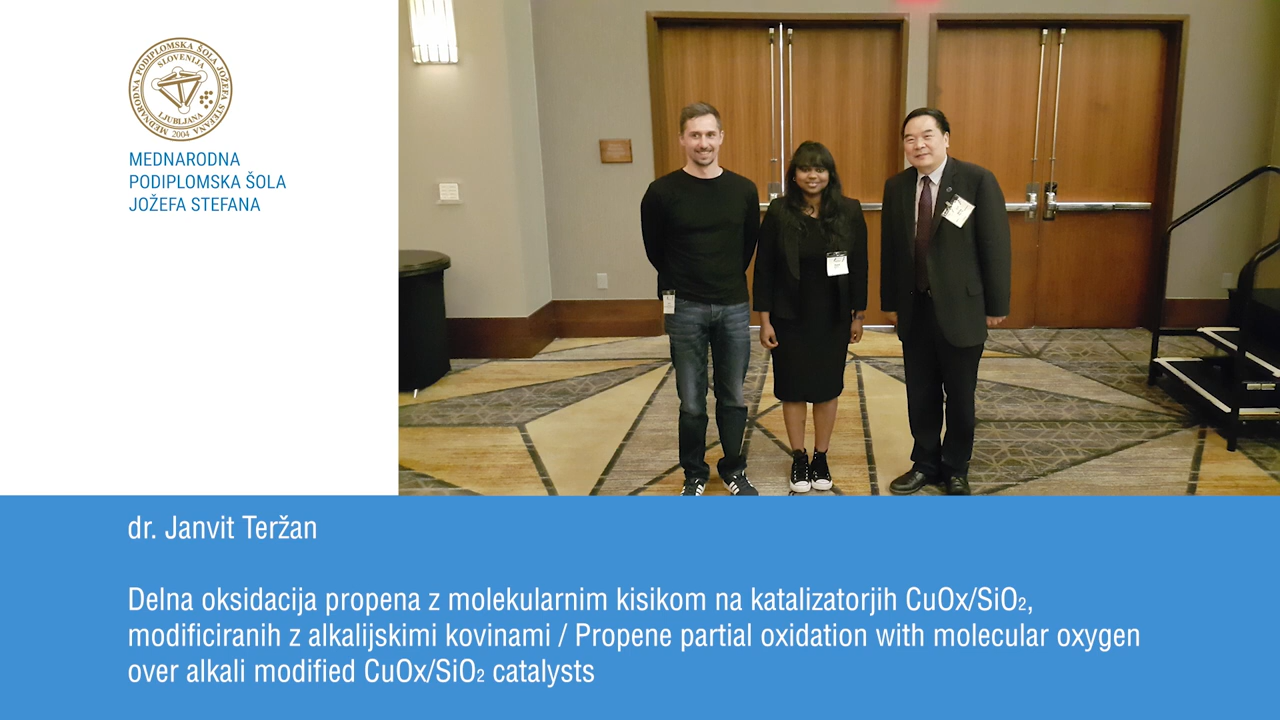 MEDNARODNA PODIPLOMSKA ŠOLA JOŽEFA STEFANA
SLOVENIJA
LJUBLJANA
2004
MEDNARODNA
PODIPLOMSKA ŠOLA
JOŽEFA STEFANA
dr. Janvit Teržan
Delna oksidacija propena z molekularnim kisikom na katalizatorjih CuOx/SiO₂,
modificiranih z alkalijskimi kovinami / Propene partial oxidation with molecular oxygen
over alkali modified CuOx/SiO₂ catalysts